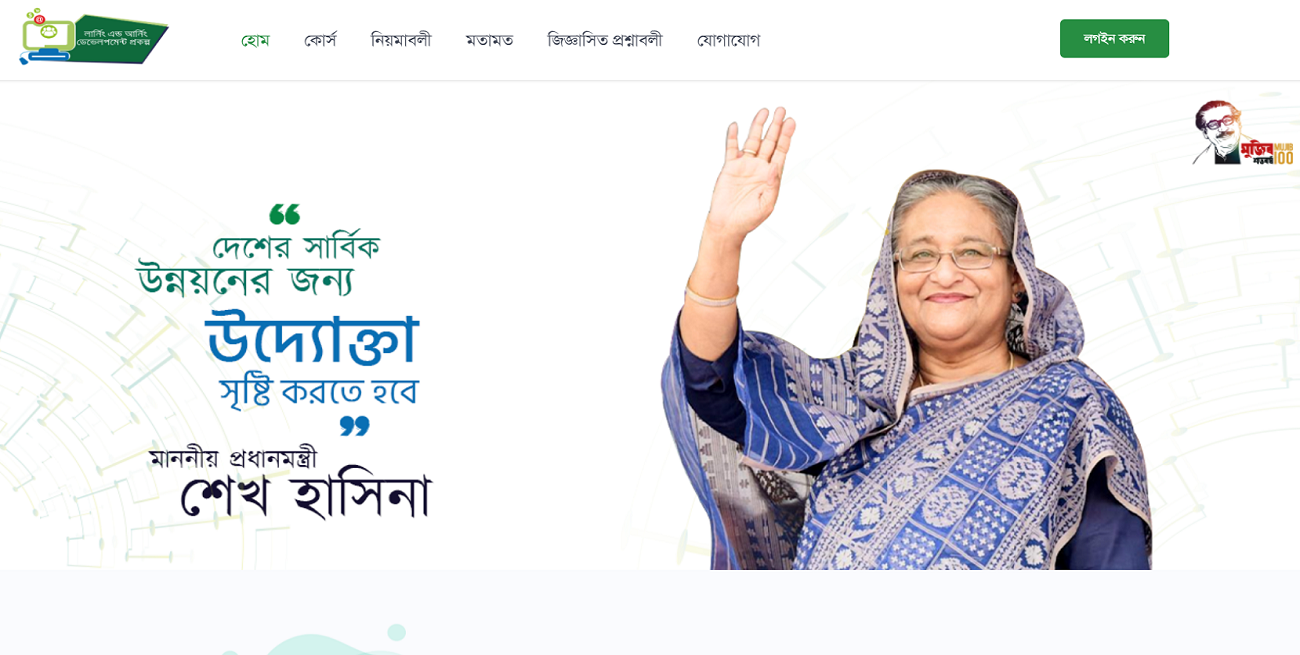 লার্নিং এন্ড আর্নিং
ডেভেলপমেন্ট প্রকল্প
হোম
কোর্স
নিয়মাবলী
মতামত
জিজ্ঞাসিত প্রশ্নাবলী
যোগাযোগ
লগইন করুন
মুজিব MUJIB
শতবর্ষ 100
“
দেশের সার্বিক
উন্নয়নের জন্য
উদ্যোক্তা
সৃষ্টি করতে হবে
”
মাননীয় প্রধানমন্ত্রী
শেখ হাসিনা